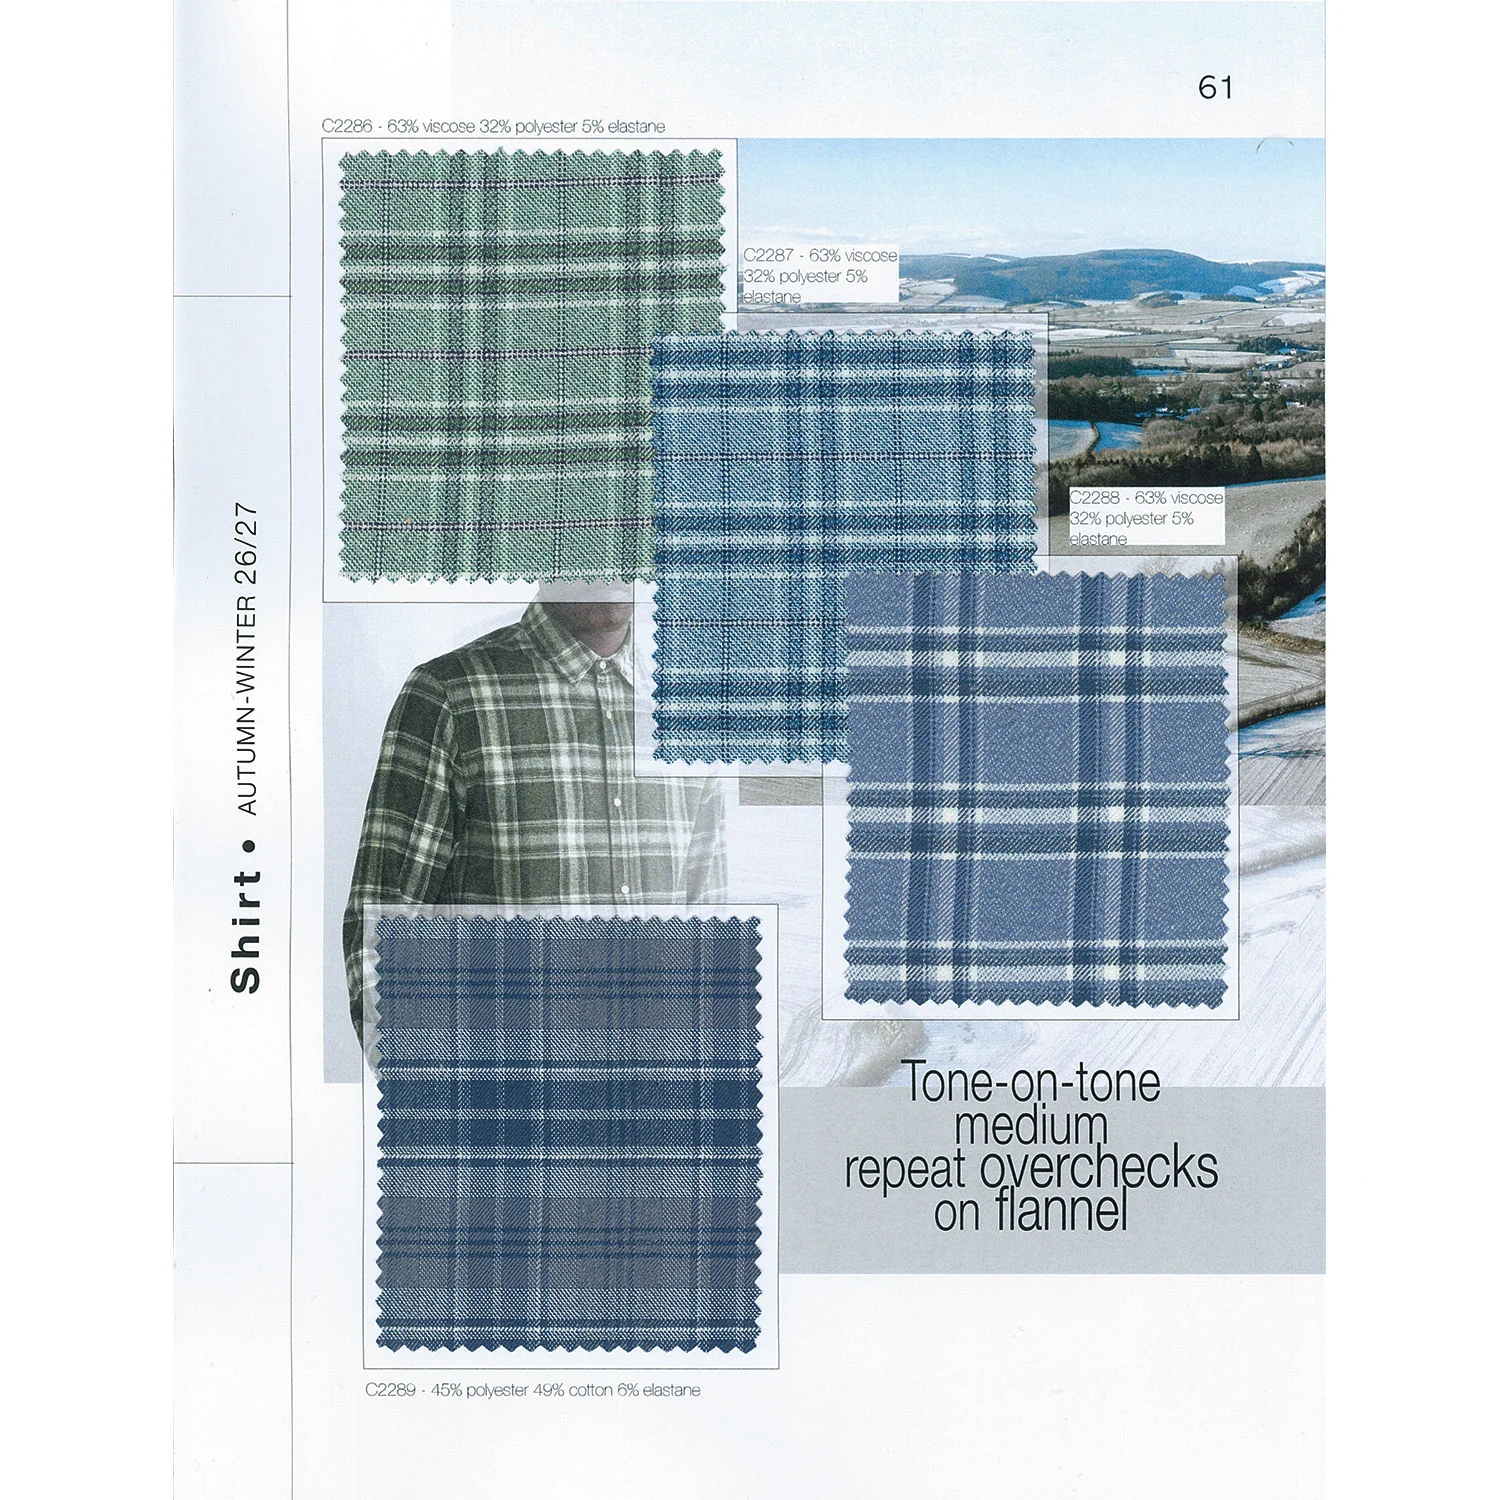 61
C2286 - 63% viscose 32% polyester 5% elastane
C2287 - 63% viscose
32% polyester 5%
elastane
C2288 - 63% viscose
32% polyester 5%
elastane
Shirt • AUTUMN-WINTER 26/27
Tone-on-tone
medium
repeat overchecks
on flannel
C2289 - 45% polyester 49% cotton 6% elastane